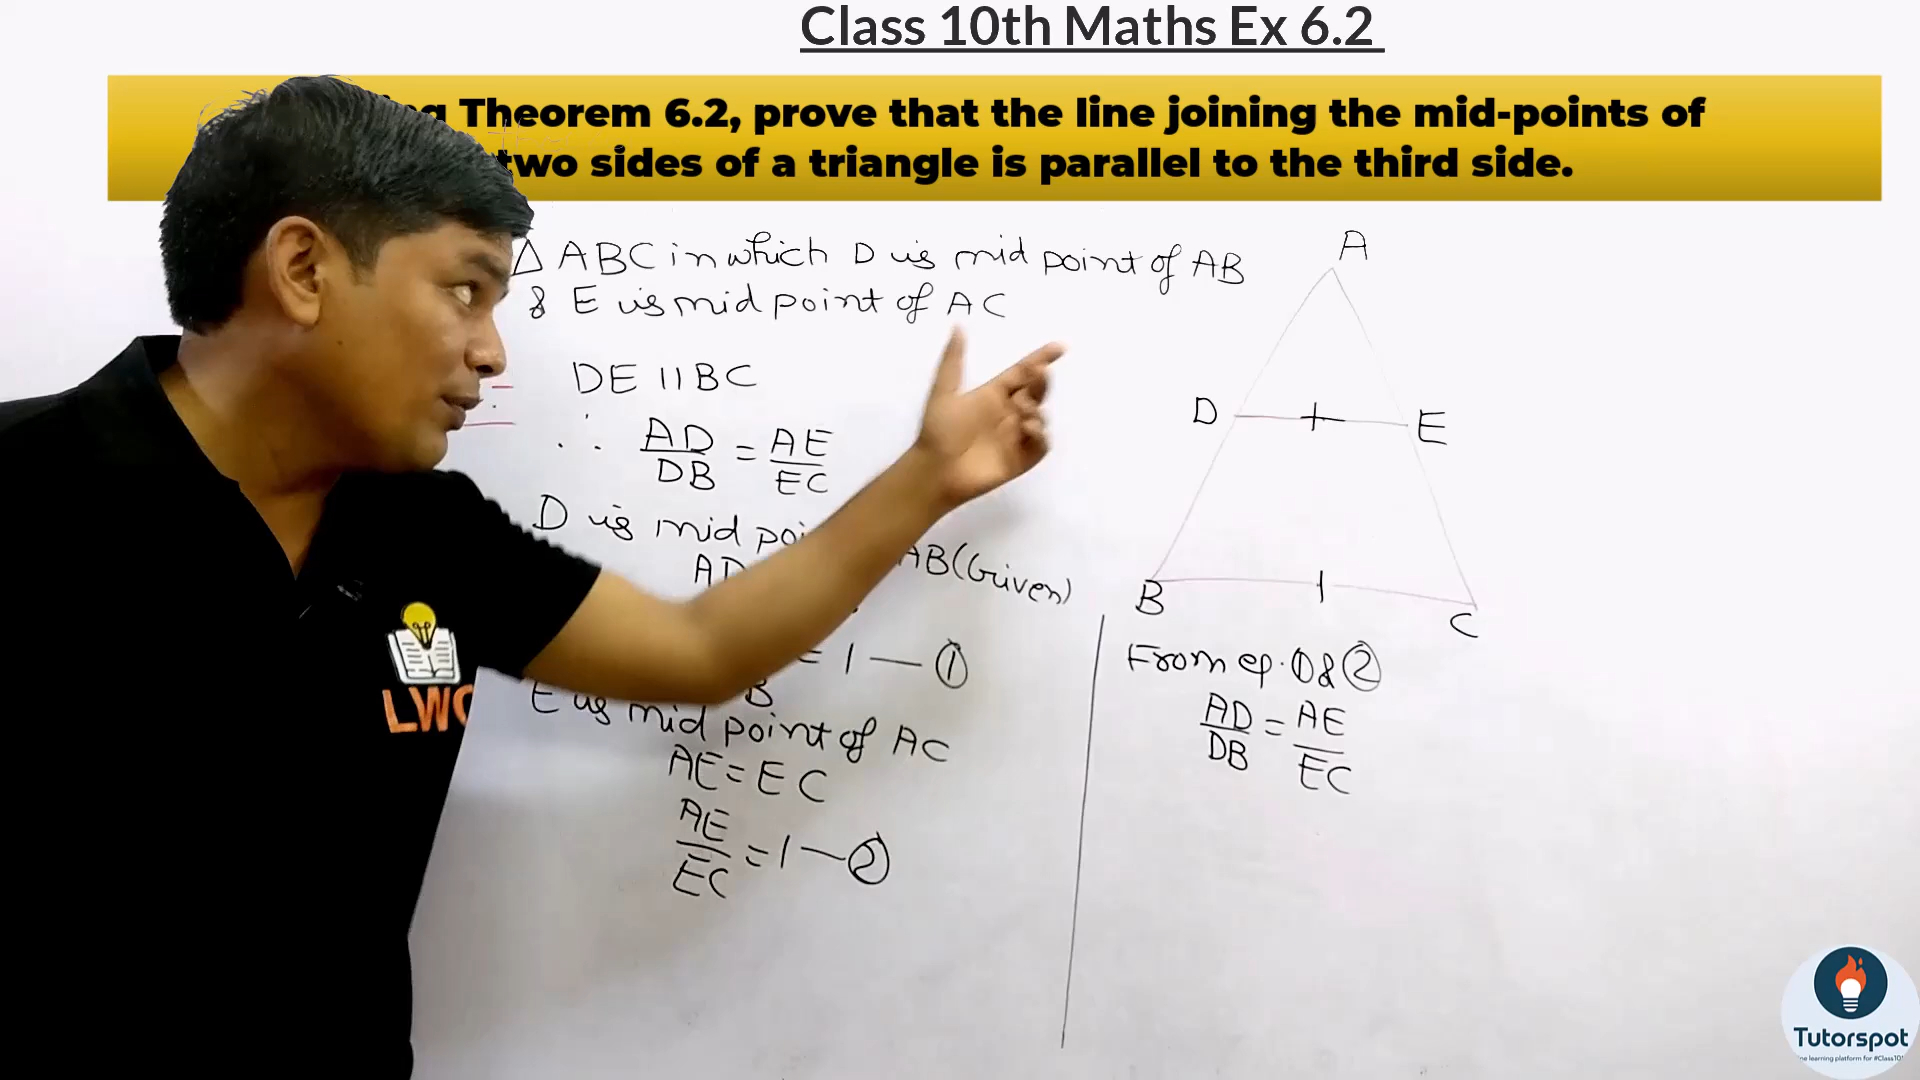 Class 10th Maths Ex 6.2
Theorem 6.2, prove that the line joining the mid-points of
two sides of a triangle is parallel to the third side.
Δ ABC in which D is mid point of AB
& E is mid point of AC
DE || BC
∴ AD/DB = AE/EC
D is mid AB (Given)
AD
= 1 — ①
B
E is mid point of AC
AE = EC
AE/EC = 1 — ②
A
D
E
B
C
From eq. ① & ②
AD/DB = AE/EC
Tutorspot